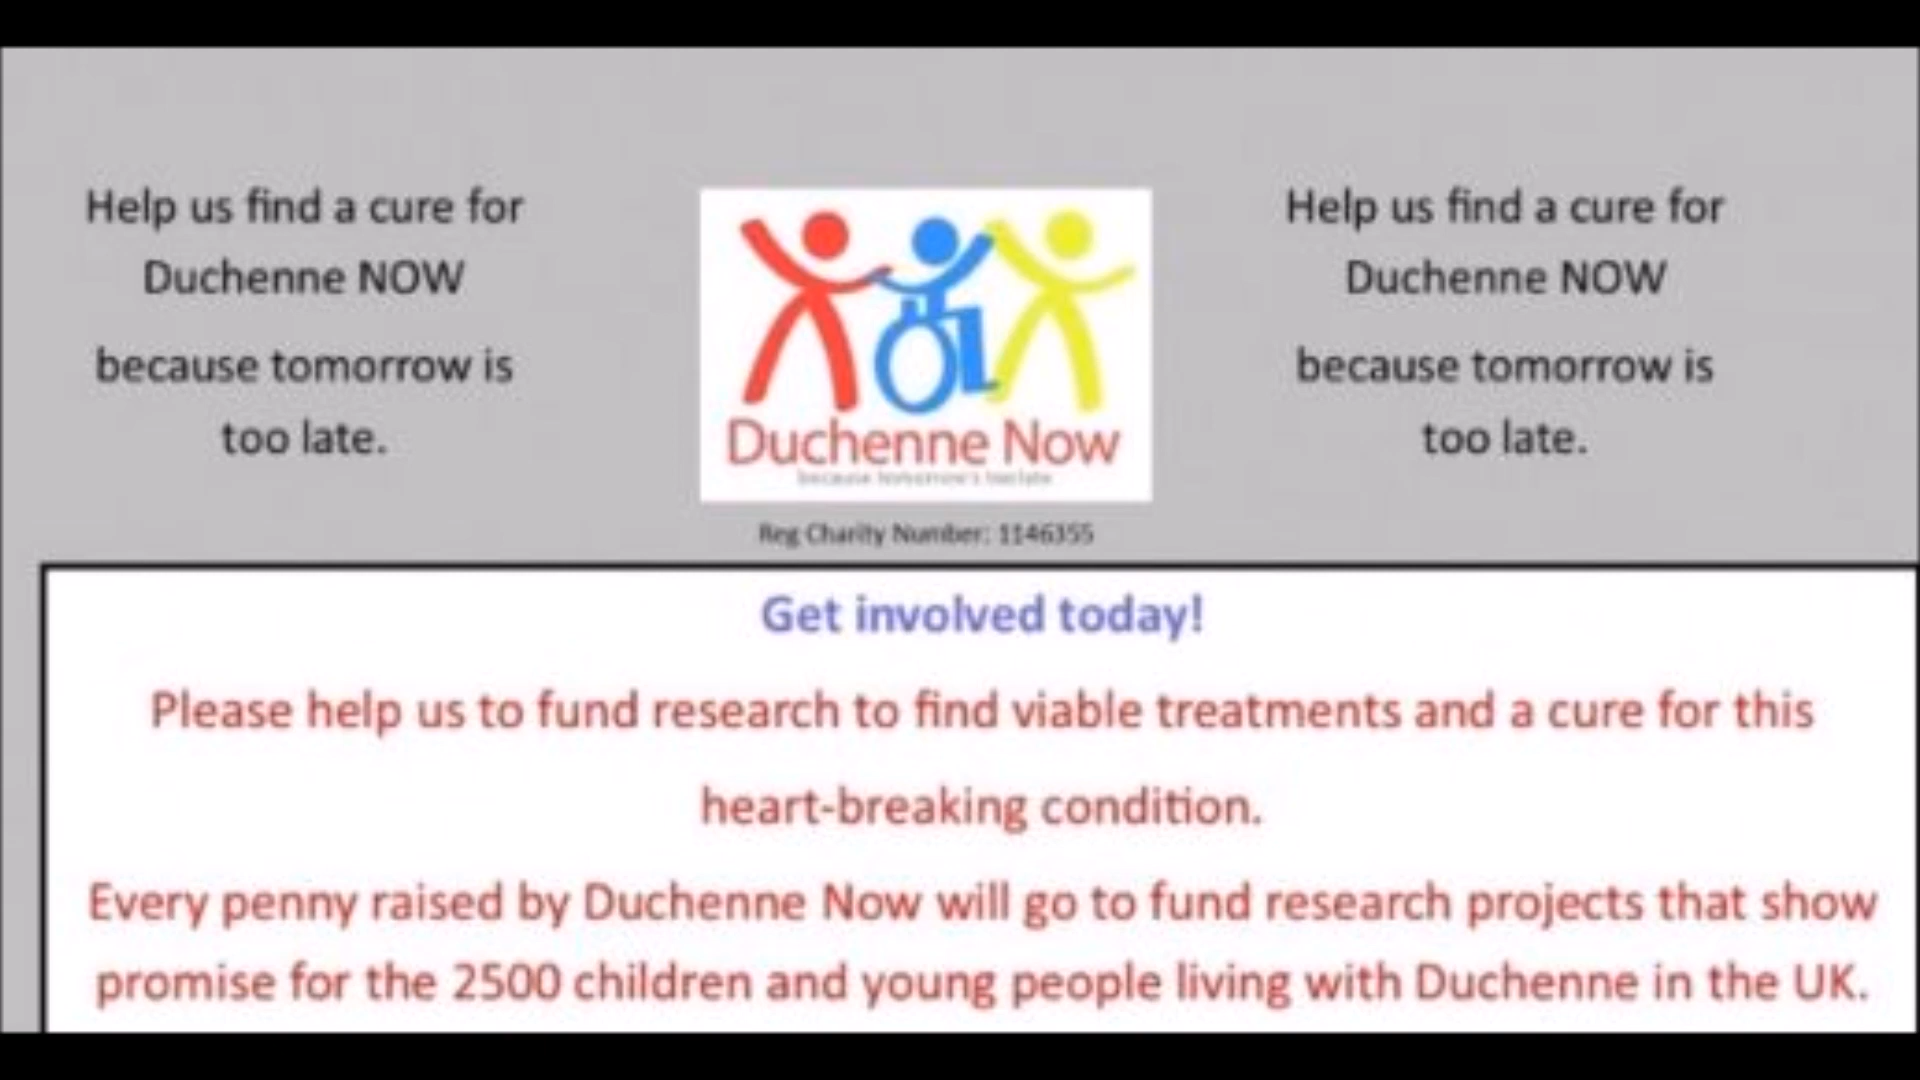 Help us find a cure for
Duchenne NOW
because tomorrow is
too late.
Duchenne Now
because tomorrow's too late
Reg Charity Number: 1146355
Help us find a cure for
Duchenne NOW
because tomorrow is
too late.
Get involved today!
Please help us to fund research to find viable treatments and a cure for this
heart-breaking condition.
Every penny raised by Duchenne Now will go to fund research projects that show
promise for the 2500 children and young people living with Duchenne in the UK.